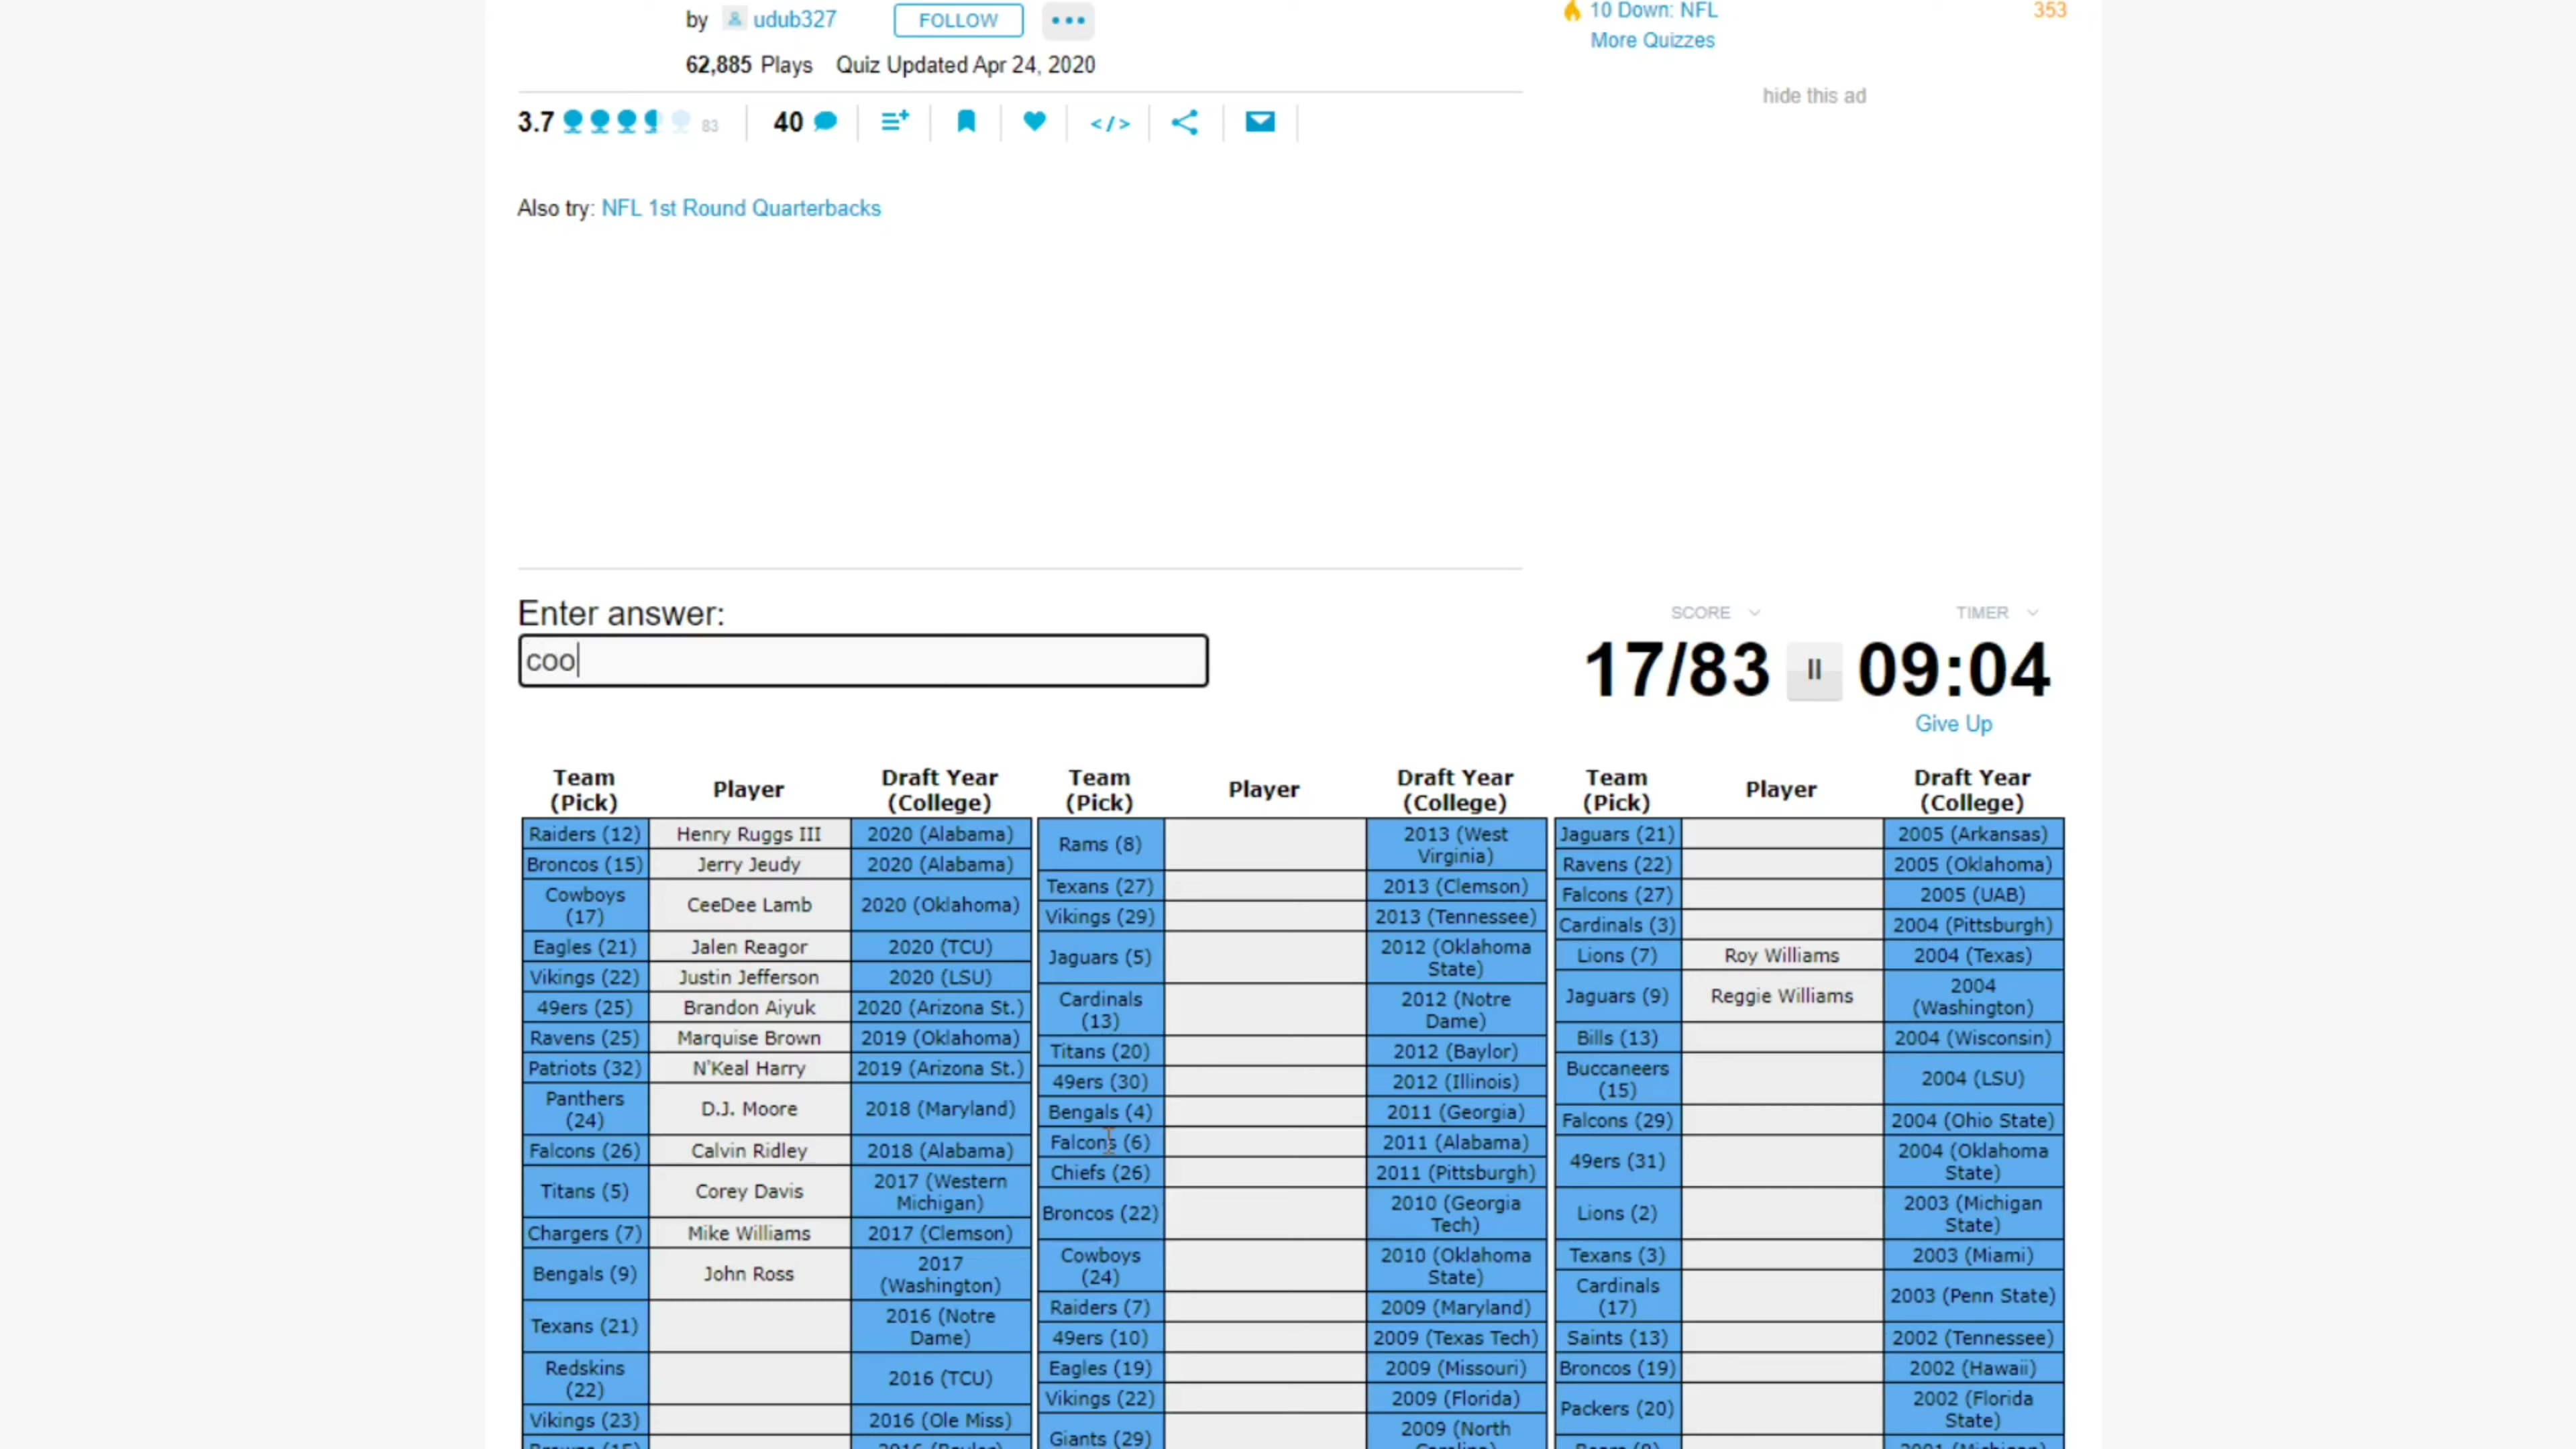 by udub327 FOLLOW •••
62,885 Plays Quiz Updated Apr 24, 2020
10 Down: NFL 353
More Quizzes
hide this ad
3.7 83 40 </>
Also try: NFL 1st Round Quarterbacks
Enter answer:
coo
SCORE TIMER
17/83 09:04
Give Up
Team (Pick) Player Draft Year (College)
Raiders (12) Henry Ruggs III 2020 (Alabama)
Broncos (15) Jerry Jeudy 2020 (Alabama)
Cowboys (17) CeeDee Lamb 2020 (Oklahoma)
Eagles (21) Jalen Reagor 2020 (TCU)
Vikings (22) Justin Jefferson 2020 (LSU)
49ers (25) Brandon Aiyuk 2020 (Arizona St.)
Ravens (25) Marquise Brown 2019 (Oklahoma)
Patriots (32) N'Keal Harry 2019 (Arizona St.)
Panthers (24) D.J. Moore 2018 (Maryland)
Falcons (26) Calvin Ridley 2018 (Alabama)
Titans (5) Corey Davis 2017 (Western Michigan)
Chargers (7) Mike Williams 2017 (Clemson)
Bengals (9) John Ross 2017 (Washington)
Texans (21) 2016 (Notre Dame)
Redskins (22) 2016 (TCU)
Vikings (23) 2016 (Ole Miss)
Team (Pick) Player Draft Year (College)
Rams (8) 2013 (West Virginia)
Texans (27) 2013 (Clemson)
Vikings (29) 2013 (Tennessee)
Jaguars (5) 2012 (Oklahoma State)
Cardinals (13) 2012 (Notre Dame)
Titans (20) 2012 (Baylor)
49ers (30) 2012 (Illinois)
Bengals (4) 2011 (Georgia)
Falcons (6) 2011 (Alabama)
Chiefs (26) 2011 (Pittsburgh)
Broncos (22) 2010 (Georgia Tech)
Cowboys (24) 2010 (Oklahoma State)
Raiders (7) 2009 (Maryland)
49ers (10) 2009 (Texas Tech)
Eagles (19) 2009 (Missouri)
Vikings (22) 2009 (Florida)
Giants (29) 2009 (North
Team (Pick) Player Draft Year (College)
Jaguars (21) 2005 (Arkansas)
Ravens (22) 2005 (Oklahoma)
Falcons (27) 2005 (UAB)
Cardinals (3) 2004 (Pittsburgh)
Lions (7) Roy Williams 2004 (Texas)
Jaguars (9) Reggie Williams 2004 (Washington)
Bills (13) 2004 (Wisconsin)
Buccaneers (15) 2004 (LSU)
Falcons (29) 2004 (Ohio State)
49ers (31) 2004 (Oklahoma State)
Lions (2) 2003 (Michigan State)
Texans (3) 2003 (Miami)
Cardinals (17) 2003 (Penn State)
Saints (13) 2002 (Tennessee)
Broncos (19) 2002 (Hawaii)
Packers (20) 2002 (Florida State)